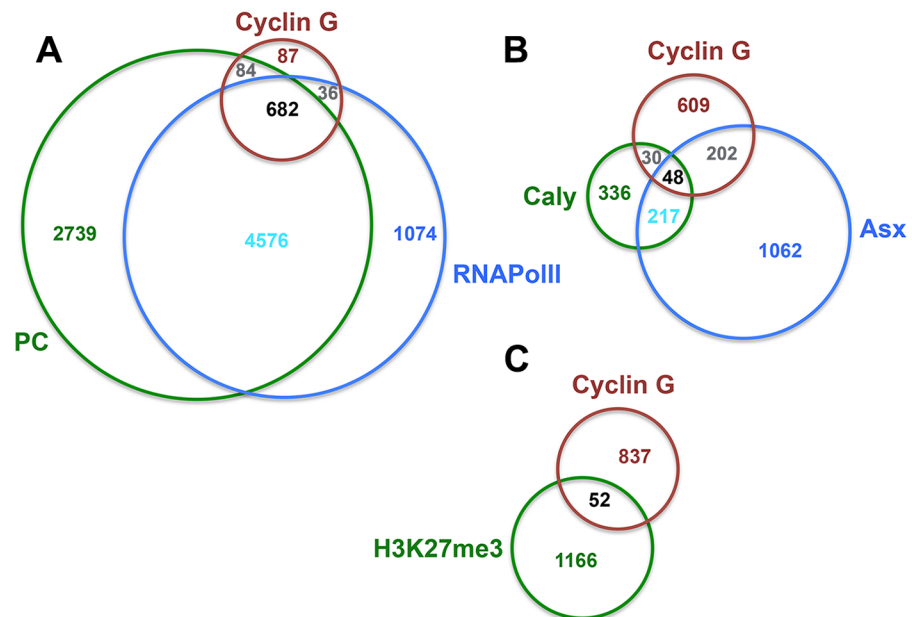 A
Cyclin G
87
84
36
682
2739
4576
1074
RNAPolII
PC
B
Cyclin G
609
30
202
48
Caly
336
217
Asx
1062
C
Cyclin G
837
52
H3K27me3
1166